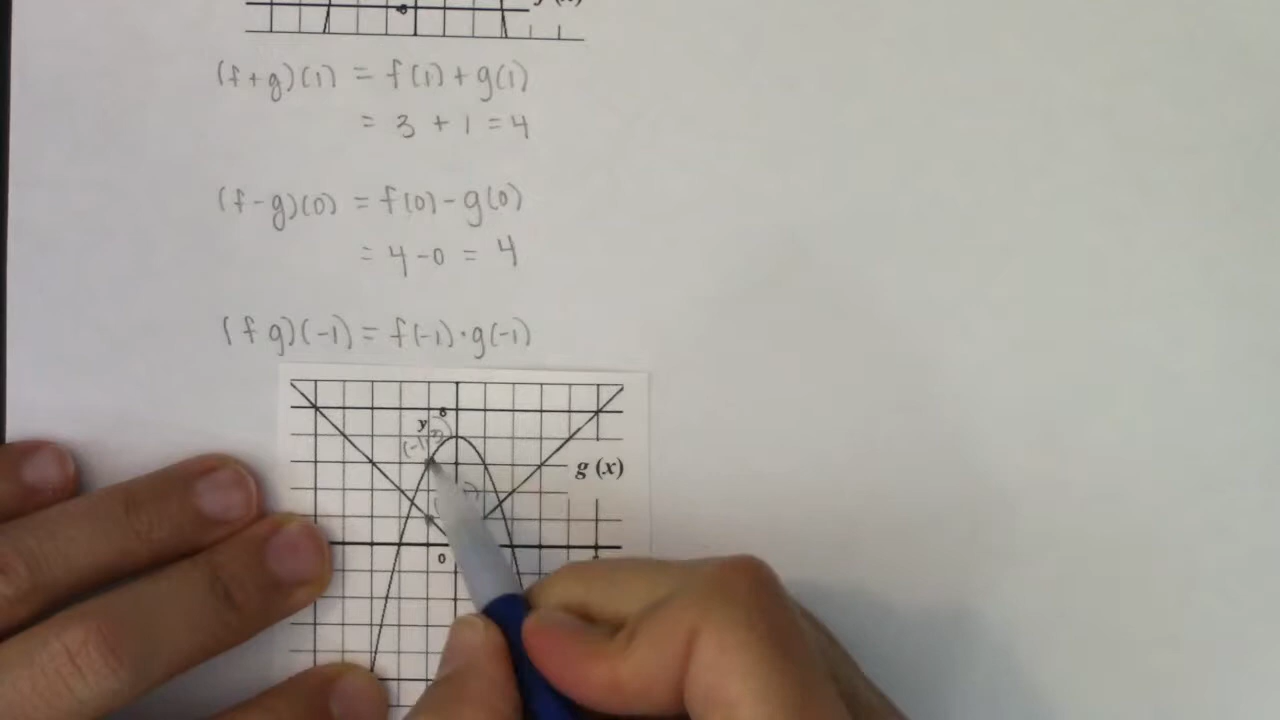 (f+g)(1) = f(1)+g(1)
= 3 + 1 = 4
(f-g)(0) = f(0)-g(0)
= 4-0 = 4
(fg)(-1) = f(-1)·g(-1)
y
g (x)
0